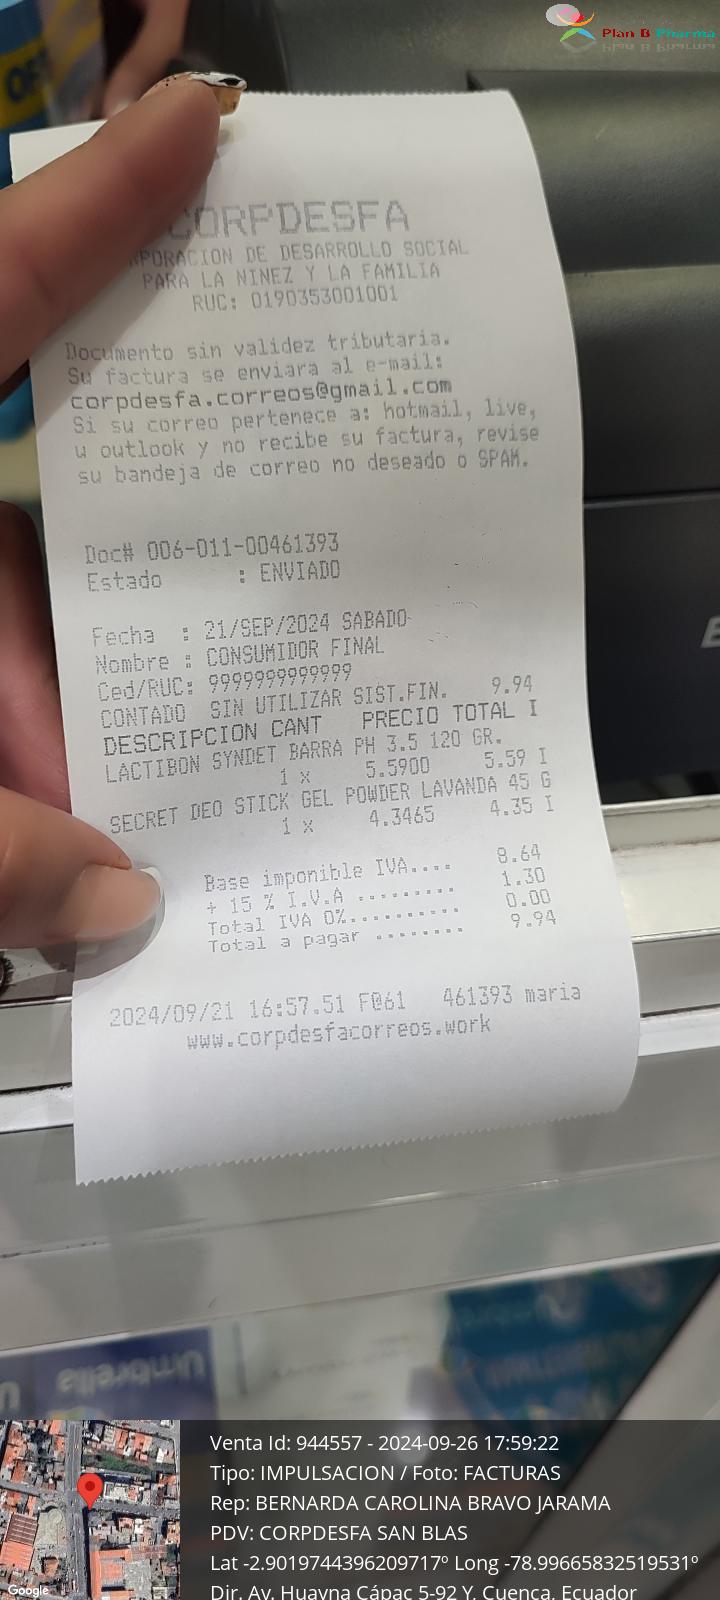 Plan B Pharma
CORPDESFA
RPORACION DE DESARROLLO SOCIAL
PARA LA NINEZ Y LA FAMILIA
RUC: 0190353001001
Documento sin validez tributaria.
Su factura se enviara al e-mail:
corpdesfa.correos@gmail.com
Si su correo pertenece a: hotmail, live,
u outlook y no recibe su factura, revise
su bandeja de correo no deseado o SPAM.
Doc# 006-011-00461393
Estado : ENVIADO
Fecha : 21/SEP/2024 SABADO
Nombre : CONSUMIDOR FINAL
Ced/RUC: 9999999999999
CONTADO SIN UTILIZAR SIST.FIN. 9.94
DESCRIPCION CANT PRECIO TOTAL I
LACTIBON SYNDET BARRA PH 3.5 120 GR.
1 x 5.5900 5.59 I
SECRET DEO STICK GEL POWDER LAVANDA 45 G
1 x 4.3465 4.35 I
Base imponible IVA.... 8.64
+ 15 % I.V.A ......... 1.30
Total IVA 0%.......... 0.00
Total a pagar ........ 9.94
2024/09/21 16:57.51 F@61 461393 maria
www.corpdesfacorreos.work
Umbrella
Venta Id: 944557 - 2024-09-26 17:59:22
Tipo: IMPULSACION / Foto: FACTURAS
Rep: BERNARDA CAROLINA BRAVO JARAMA
PDV: CORPDESFA SAN BLAS
Lat -2.9019744396209717º Long -78.99665832519531º
Dir. Av. Huayna Cápac 5-92 Y, Cuenca, Ecuador
Google